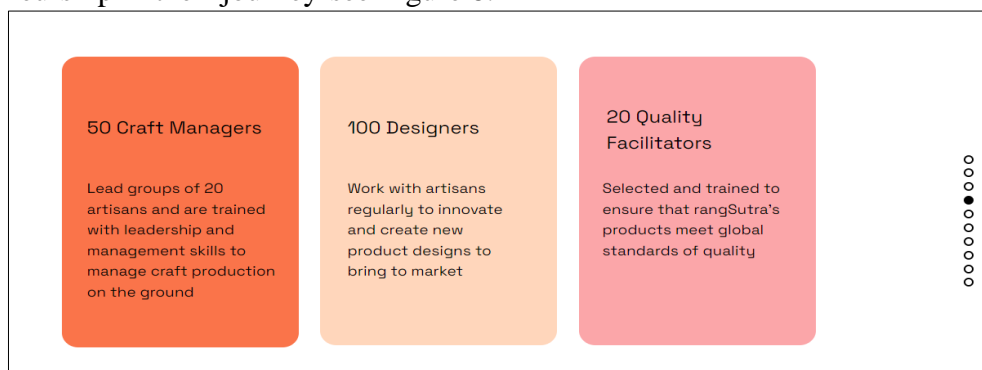 50 Craft Managers
Lead groups of 20
artisans and are trained
with leadership and
management skills to
manage craft production
on the ground
100 Designers
Work with artisans
regularly to innovate
and create new
product designs to
bring to market
20 Quality
Facilitators
Selected and trained to
ensure that rangSutra's
products meet global
standards of quality